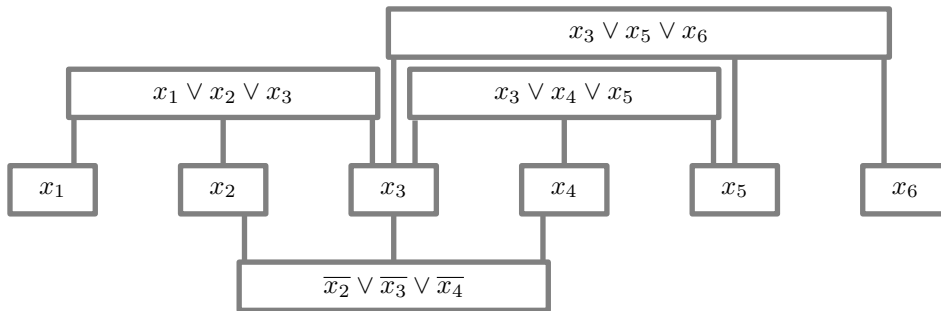 x₃ ∨ x₅ ∨ x₆
x₁ ∨ x₂ ∨ x₃
x₃ ∨ x₄ ∨ x₅
x₁
x₂
x₃
x₄
x₅
x₆
x̅₂̅ ∨ x̅₃̅ ∨ x̅₄̅